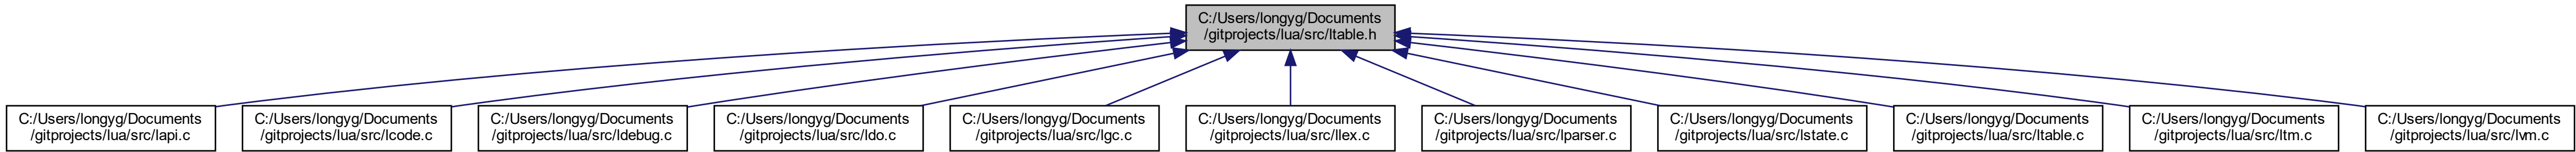 C:/Users/longyg/Documents
/gitprojects/lua/src/ltable.h
C:/Users/longyg/Documents
/gitprojects/lua/src/lapi.c
C:/Users/longyg/Documents
/gitprojects/lua/src/lcode.c
C:/Users/longyg/Documents
/gitprojects/lua/src/ldebug.c
C:/Users/longyg/Documents
/gitprojects/lua/src/ldo.c
C:/Users/longyg/Documents
/gitprojects/lua/src/lgc.c
C:/Users/longyg/Documents
/gitprojects/lua/src/llex.c
C:/Users/longyg/Documents
/gitprojects/lua/src/lparser.c
C:/Users/longyg/Documents
/gitprojects/lua/src/lstate.c
C:/Users/longyg/Documents
/gitprojects/lua/src/ltable.c
C:/Users/longyg/Documents
/gitprojects/lua/src/ltm.c
C:/Users/longyg/Documents
/gitprojects/lua/src/lvm.c